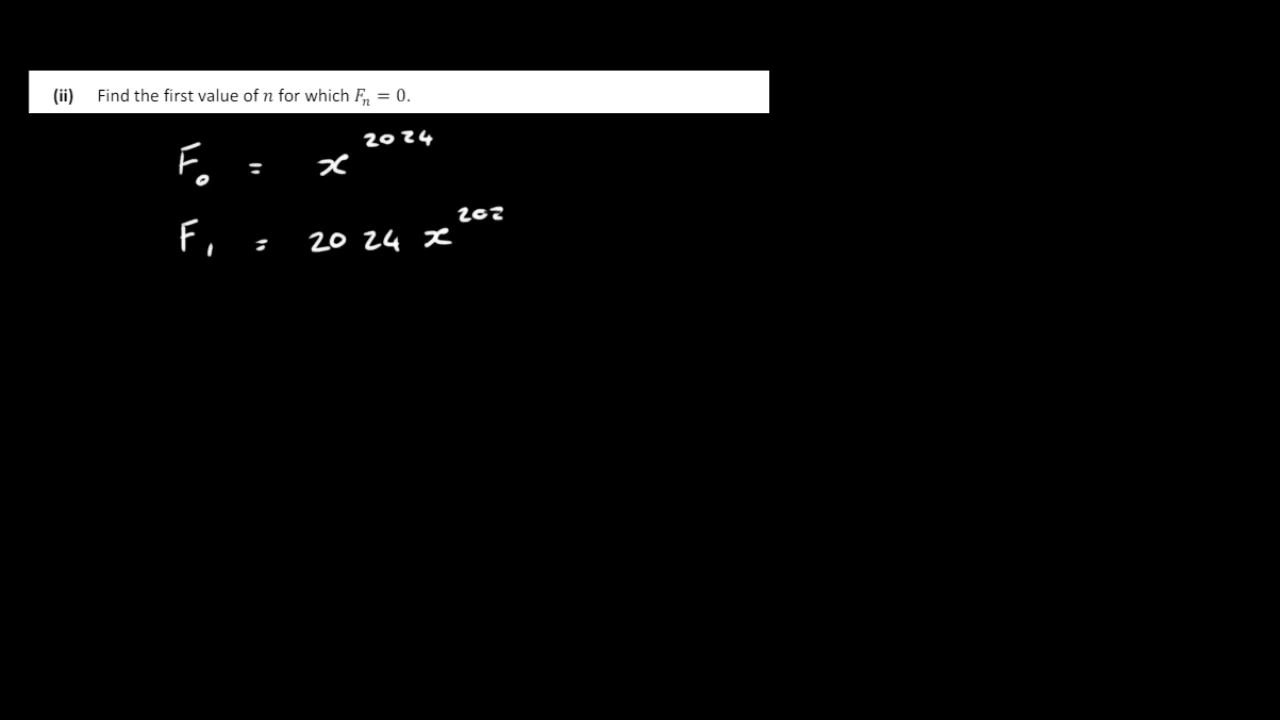 (ii) Find the first value of n for which Fₙ = 0.
F₀ = x²⁰²⁴
F₁ = 2024 x²⁰²